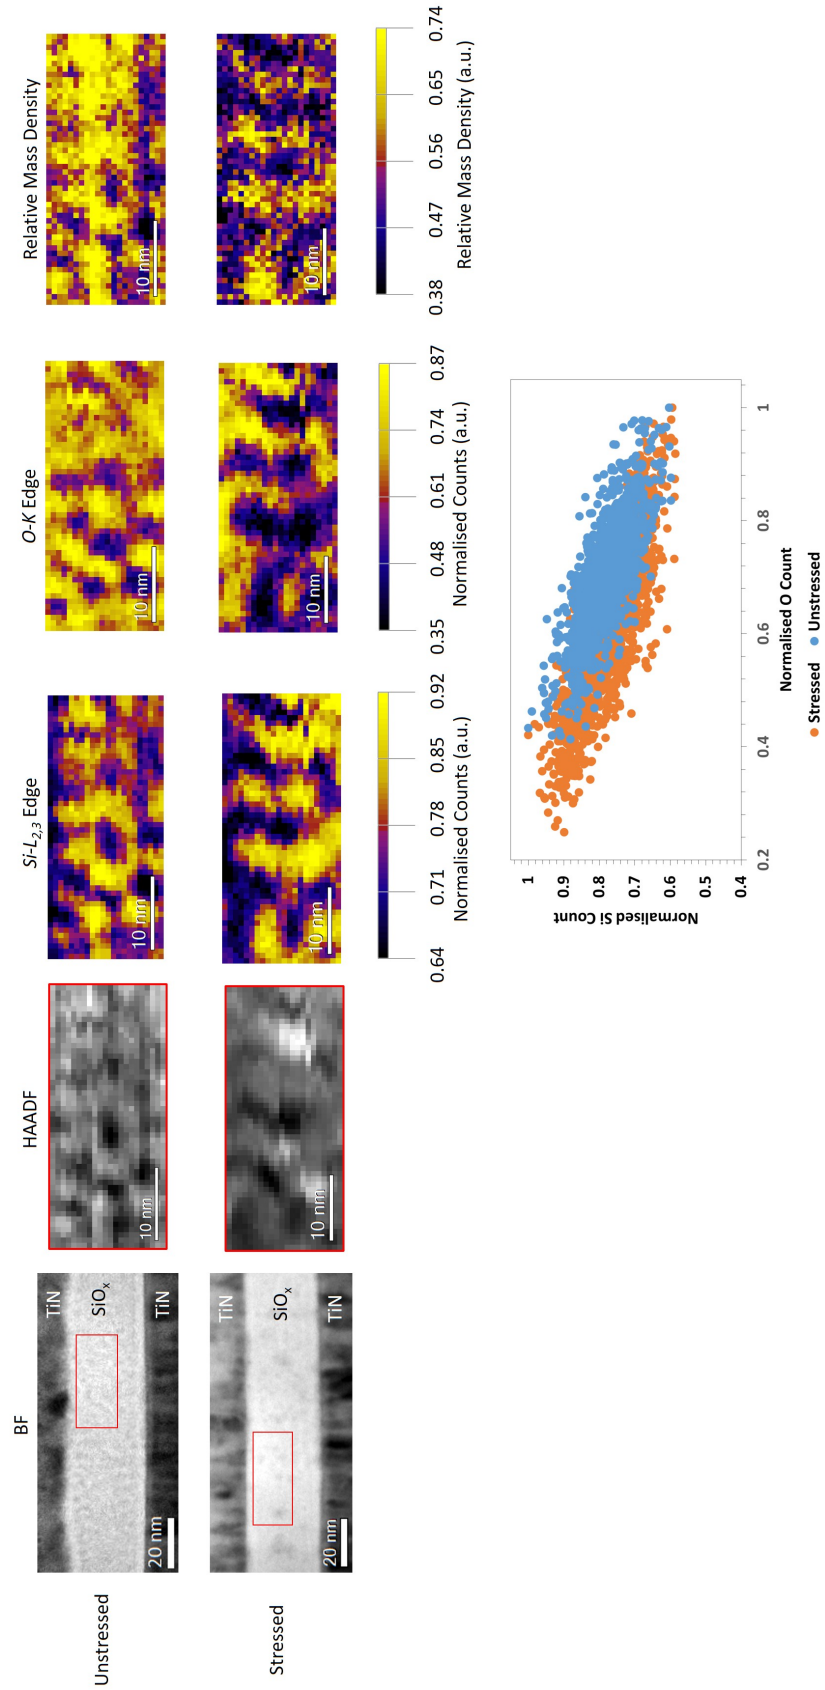 BF
HAADF
Si-L2,3 Edge
O-K Edge
Relative Mass Density
Unstressed
TiN
SiOx
TiN
20 nm
10 nm
10 nm
10 nm
10 nm
Stressed
TiN
SiOx
TiN
20 nm
10 nm
10 nm
10 nm
10 nm
0.64 0.71 0.78 0.85 0.92
Normalised Counts (a.u.)
0.35 0.48 0.61 0.74 0.87
Normalised Counts (a.u.)
0.38 0.47 0.56 0.65 0.74
Relative Mass Density (a.u.)
Normalised Si Count
1
0.9
0.8
0.7
0.6
0.5
0.4
0.2 0.4 0.6 0.8 1
Normalised O Count
Stressed Unstressed